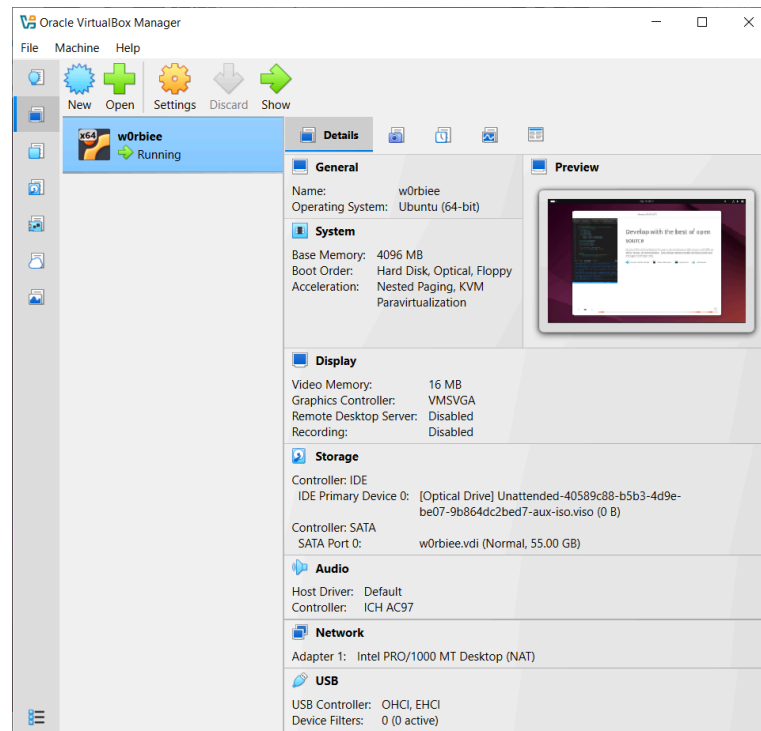 Oracle VirtualBox Manager
File Machine Help
New Open Settings Discard Show
x64
w0rbiee
Running
Details
General
Name: w0rbiee
Operating System: Ubuntu (64-bit)
Preview
Develop with the best of open
source
System
Base Memory: 4096 MB
Boot Order: Hard Disk, Optical, Floppy
Acceleration: Nested Paging, KVM
Paravirtualization
Display
Video Memory: 16 MB
Graphics Controller: VMSVGA
Remote Desktop Server: Disabled
Recording: Disabled
Storage
Controller: IDE
IDE Primary Device 0: [Optical Drive] Unattended-40589c88-b5b3-4d9e-
be07-9b864dc2bed7-aux-iso.viso (0 B)
Controller: SATA
SATA Port 0: w0rbiee.vdi (Normal, 55.00 GB)
Audio
Host Driver: Default
Controller: ICH AC97
Network
Adapter 1: Intel PRO/1000 MT Desktop (NAT)
USB
USB Controller: OHCI, EHCI
Device Filters: 0 (0 active)